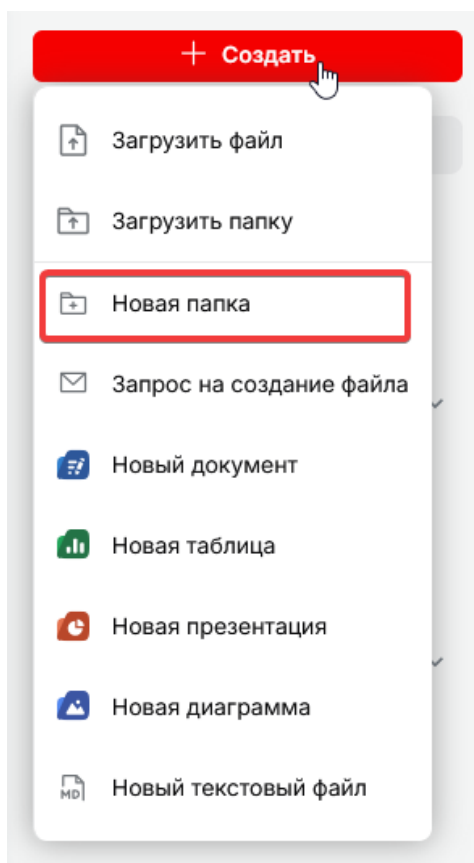 + Создать
Загрузить файл
Загрузить папку
Новая папка
Запрос на создание файла
Новый документ
Новая таблица
Новая презентация
Новая диаграмма
MD Новый текстовый файл